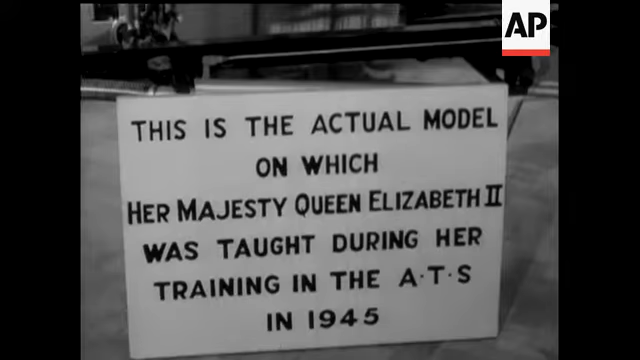 AP
THIS IS THE ACTUAL MODEL
ON WHICH
HER MAJESTY QUEEN ELIZABETH II
WAS TAUGHT DURING HER
TRAINING IN THE A·T·S
IN 1945